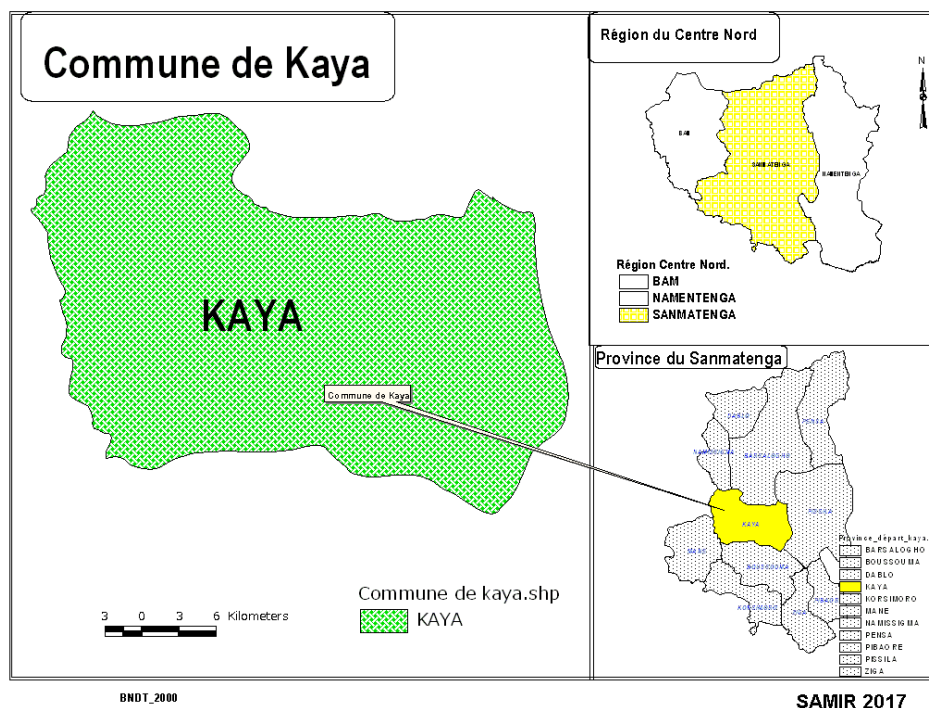 Commune de Kaya
KAYA
Commune de Kaya
Commune de kaya.shp
KAYA
3 0 3 6 Kilometers
BNDT_2000
Région du Centre Nord
N
BAM
SANMATENGA
NAMENTENGA
Région Centre Nord.
BAM
NAMENTENGA
SANMATENGA
Province du Sanmatenga
DABLO
PENSA
NAMISSIGMA
BARSALOGHO
PISSILA
KAYA
MANE
BOUSSOUMA
KORSIMORO
ZIGA
PIBAORE
Province_départ_kaya.
BARSALOGHO
BOUSSOUMA
DABLO
KAYA
KORSIMORO
MANE
NAMISSIGMA
PENSA
PIBAORE
PISSILA
ZIGA
SAMIR 2017